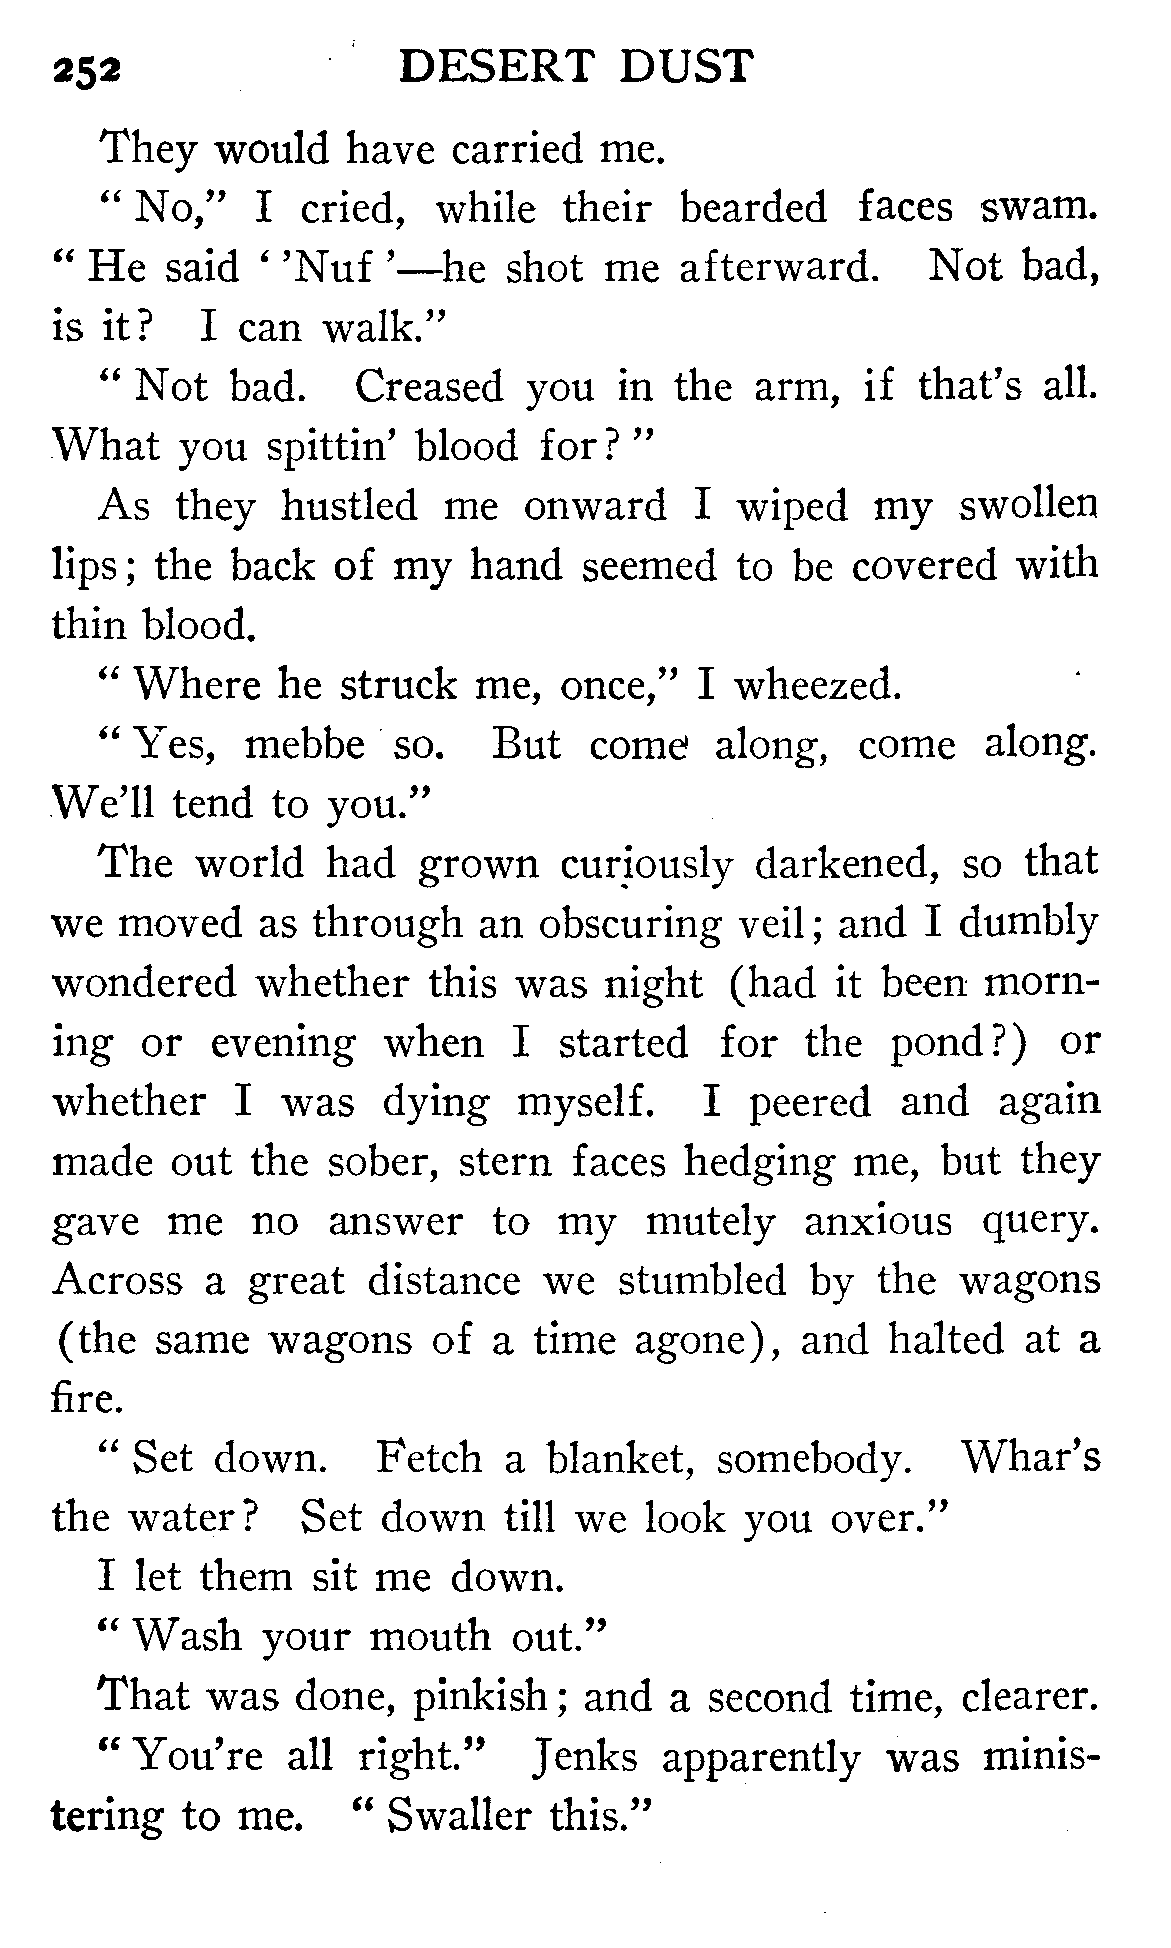 252 DESERT DUST
They would have carried me.
“ No,” I cried, while their bearded faces swam.
“ He said ‘ ’Nuf ’—he shot me afterward. Not bad,
is it? I can walk.”
“ Not bad. Creased you in the arm, if that’s all.
What you spittin’ blood for? ”
As they hustled me onward I wiped my swollen
lips; the back of my hand seemed to be covered with
thin blood.
“ Where he struck me, once,” I wheezed.
“ Yes, mebbe so. But come along, come along.
We’ll tend to you.”
The world had grown curiously darkened, so that
we moved as through an obscuring veil; and I dumbly
wondered whether this was night (had it been morn-
ing or evening when I started for the pond?) or
whether I was dying myself. I peered and again
made out the sober, stern faces hedging me, but they
gave me no answer to my mutely anxious query.
Across a great distance we stumbled by the wagons
(the same wagons of a time agone), and halted at a
fire.
“ Set down. Fetch a blanket, somebody. Whar’s
the water? Set down till we look you over.”
I let them sit me down.
“ Wash your mouth out.”
That was done, pinkish; and a second time, clearer.
“ You’re all right.” Jenks apparently was minis-
tering to me. “ Swaller this.”